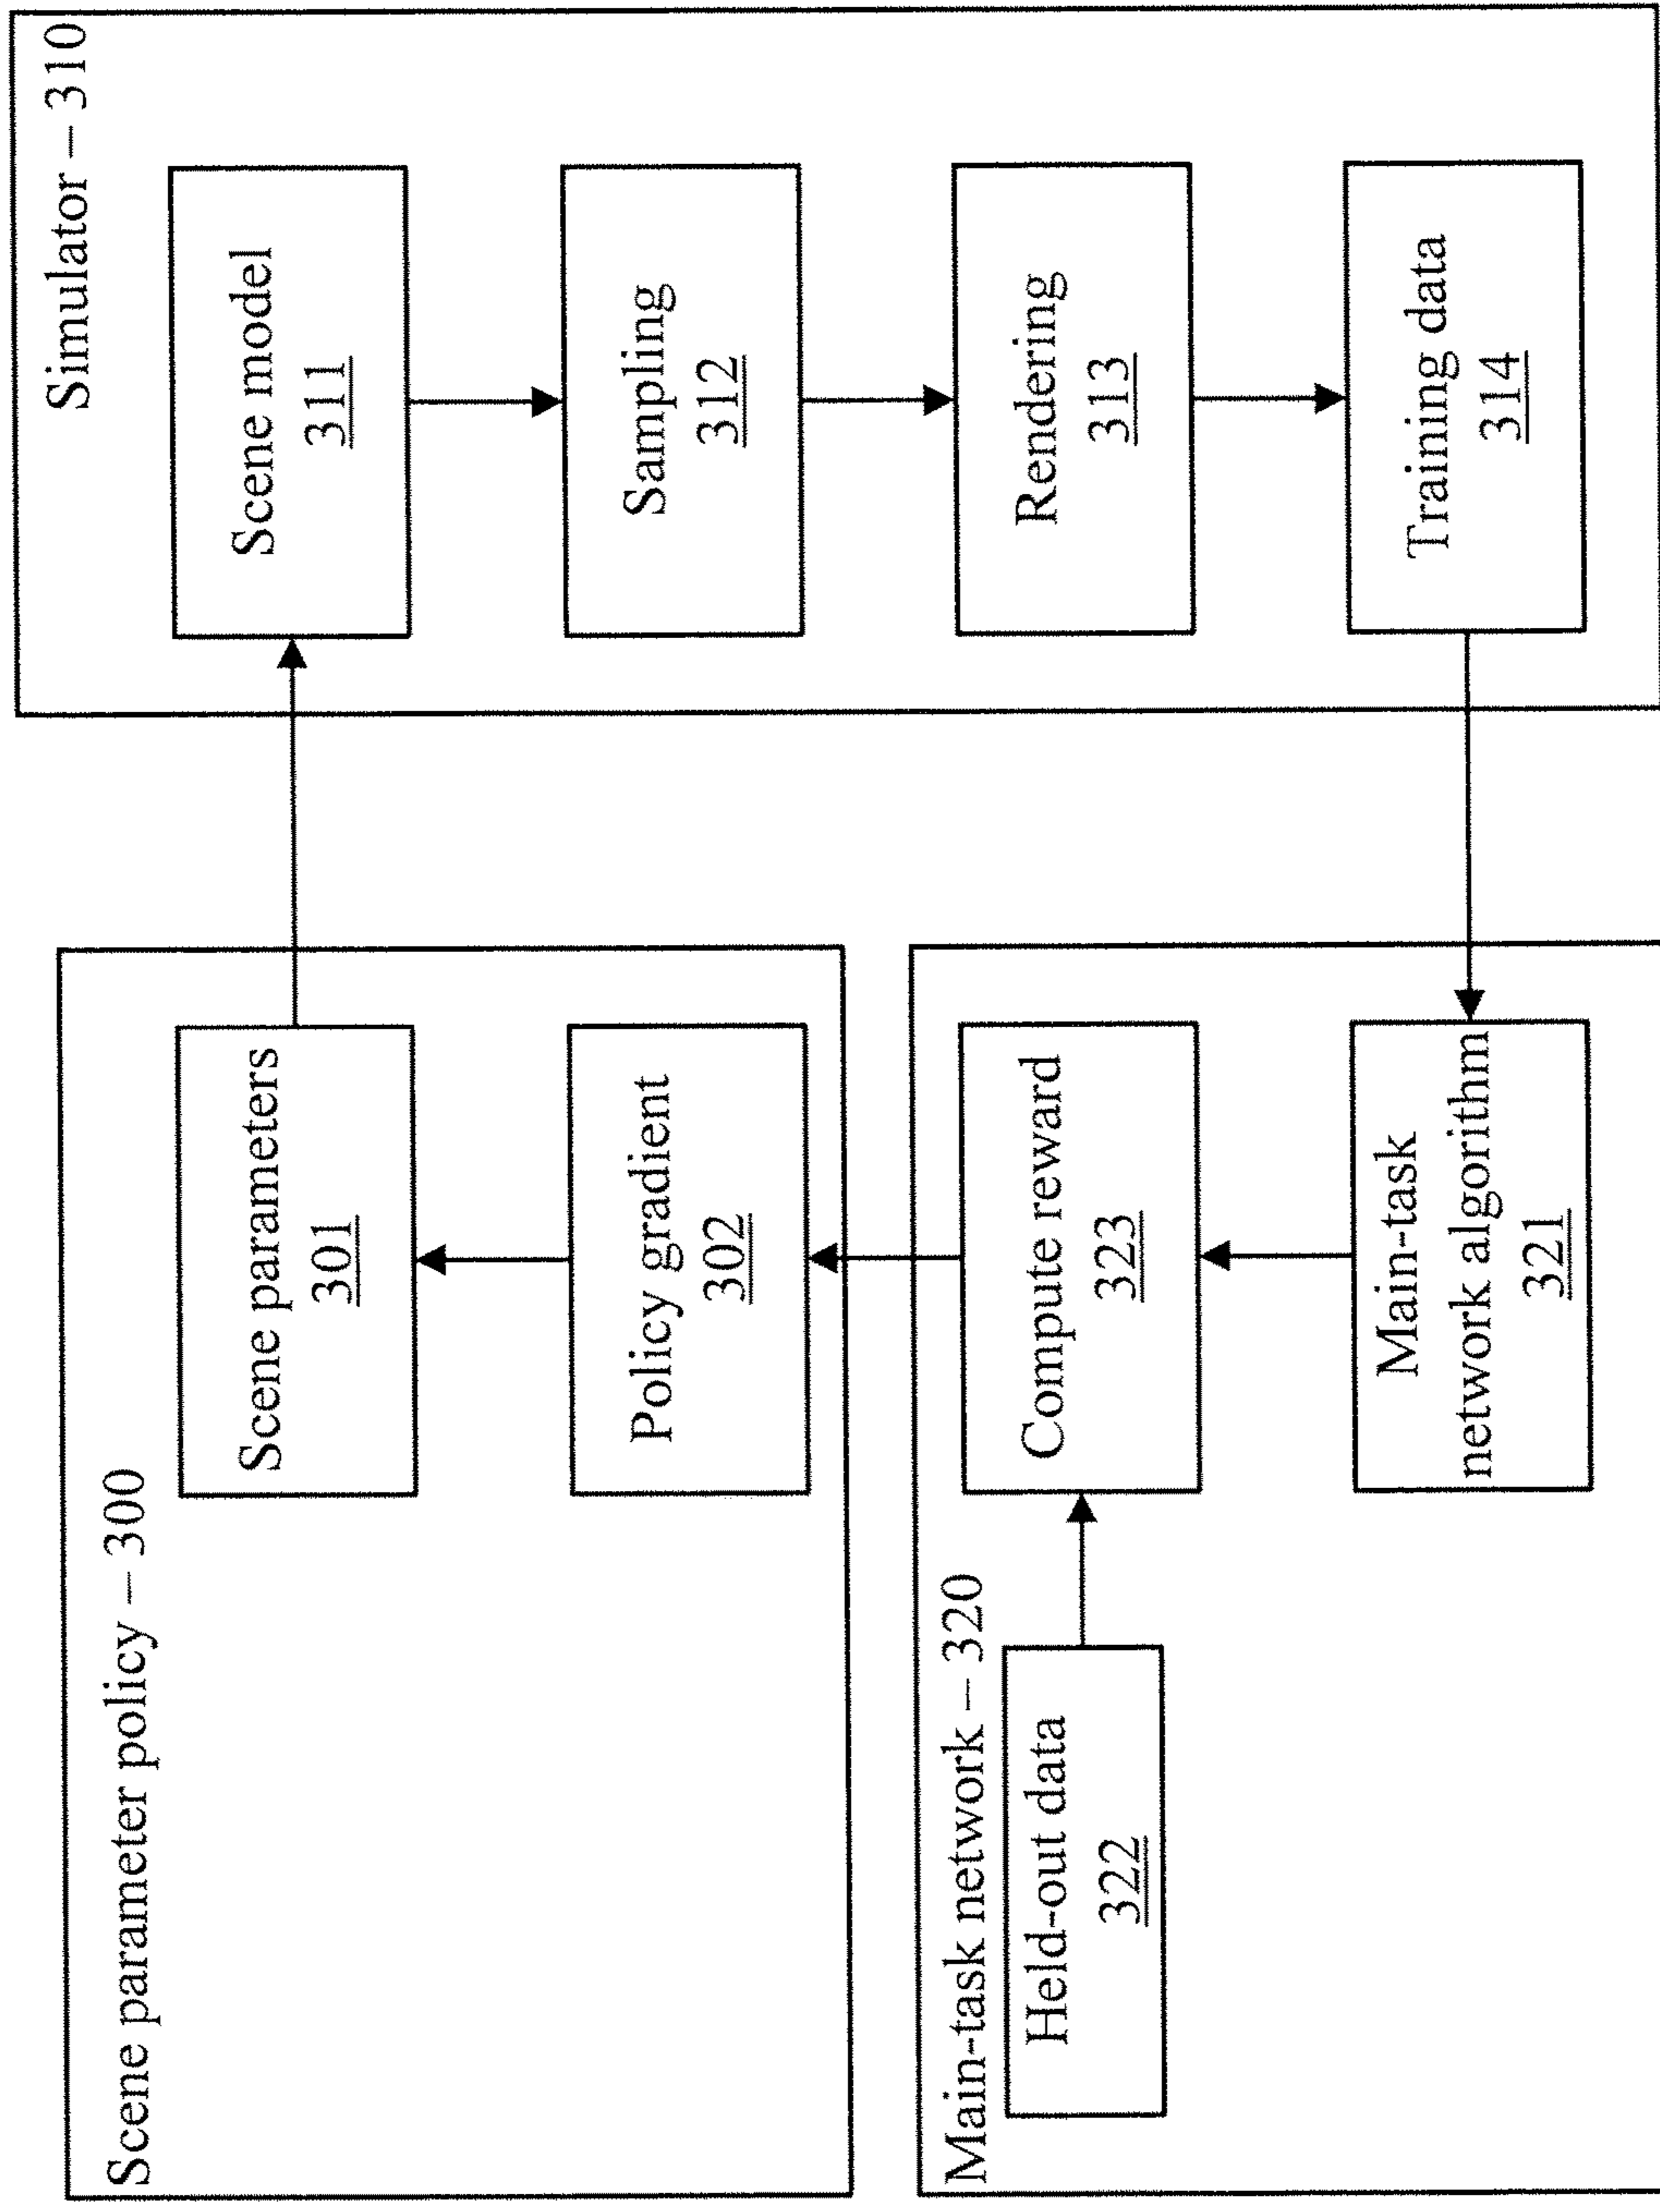 Scene parameter policy – 300
Scene parameters
301
Policy gradient
302
Main-task network – 320
Held-out data
322
Compute reward
323
Main-task
network algorithm
321
Simulator – 310
Scene model
311
Sampling
312
Rendering
313
Training data
314